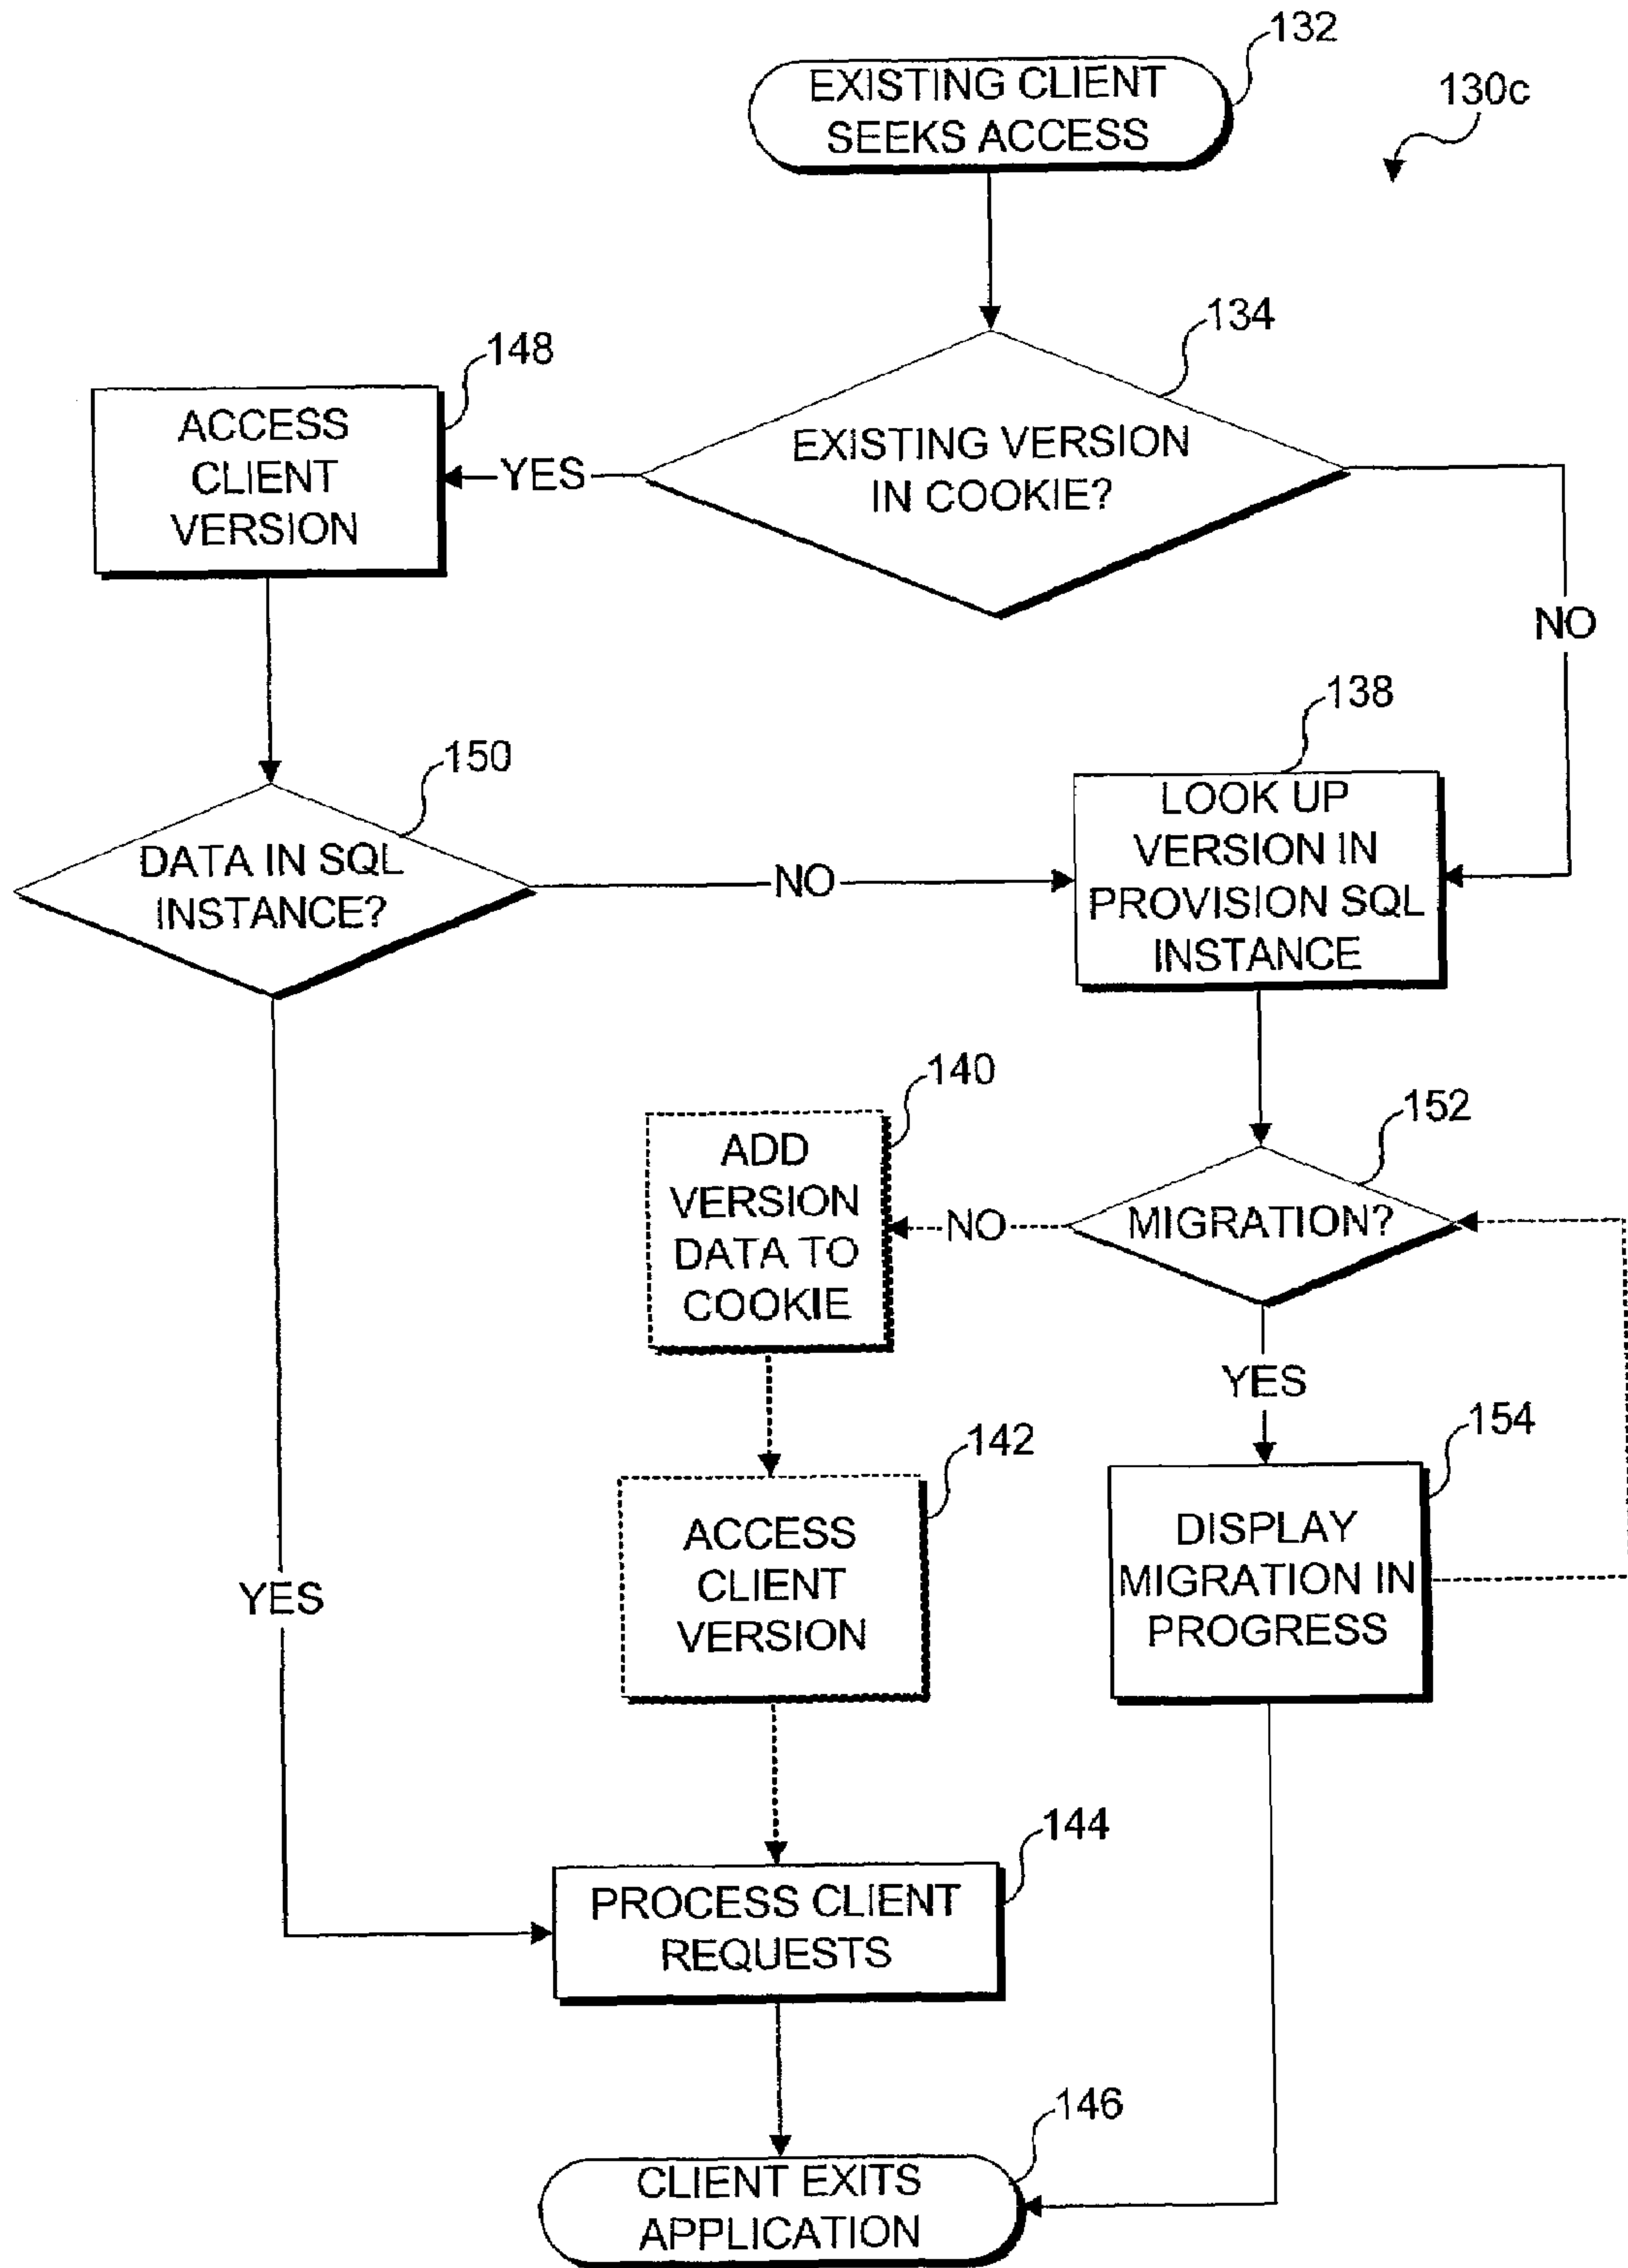 132
EXISTING CLIENT
SEEKS ACCESS
130c
134
EXISTING VERSION
IN COOKIE?
YES
NO
148
ACCESS
CLIENT
VERSION
150
DATA IN SQL
INSTANCE?
NO
YES
138
LOOK UP
VERSION IN
PROVISION SQL
INSTANCE
152
MIGRATION?
NO
YES
140
ADD
VERSION
DATA TO
COOKIE
142
ACCESS
CLIENT
VERSION
154
DISPLAY
MIGRATION IN
PROGRESS
144
PROCESS CLIENT
REQUESTS
146
CLIENT EXITS
APPLICATION